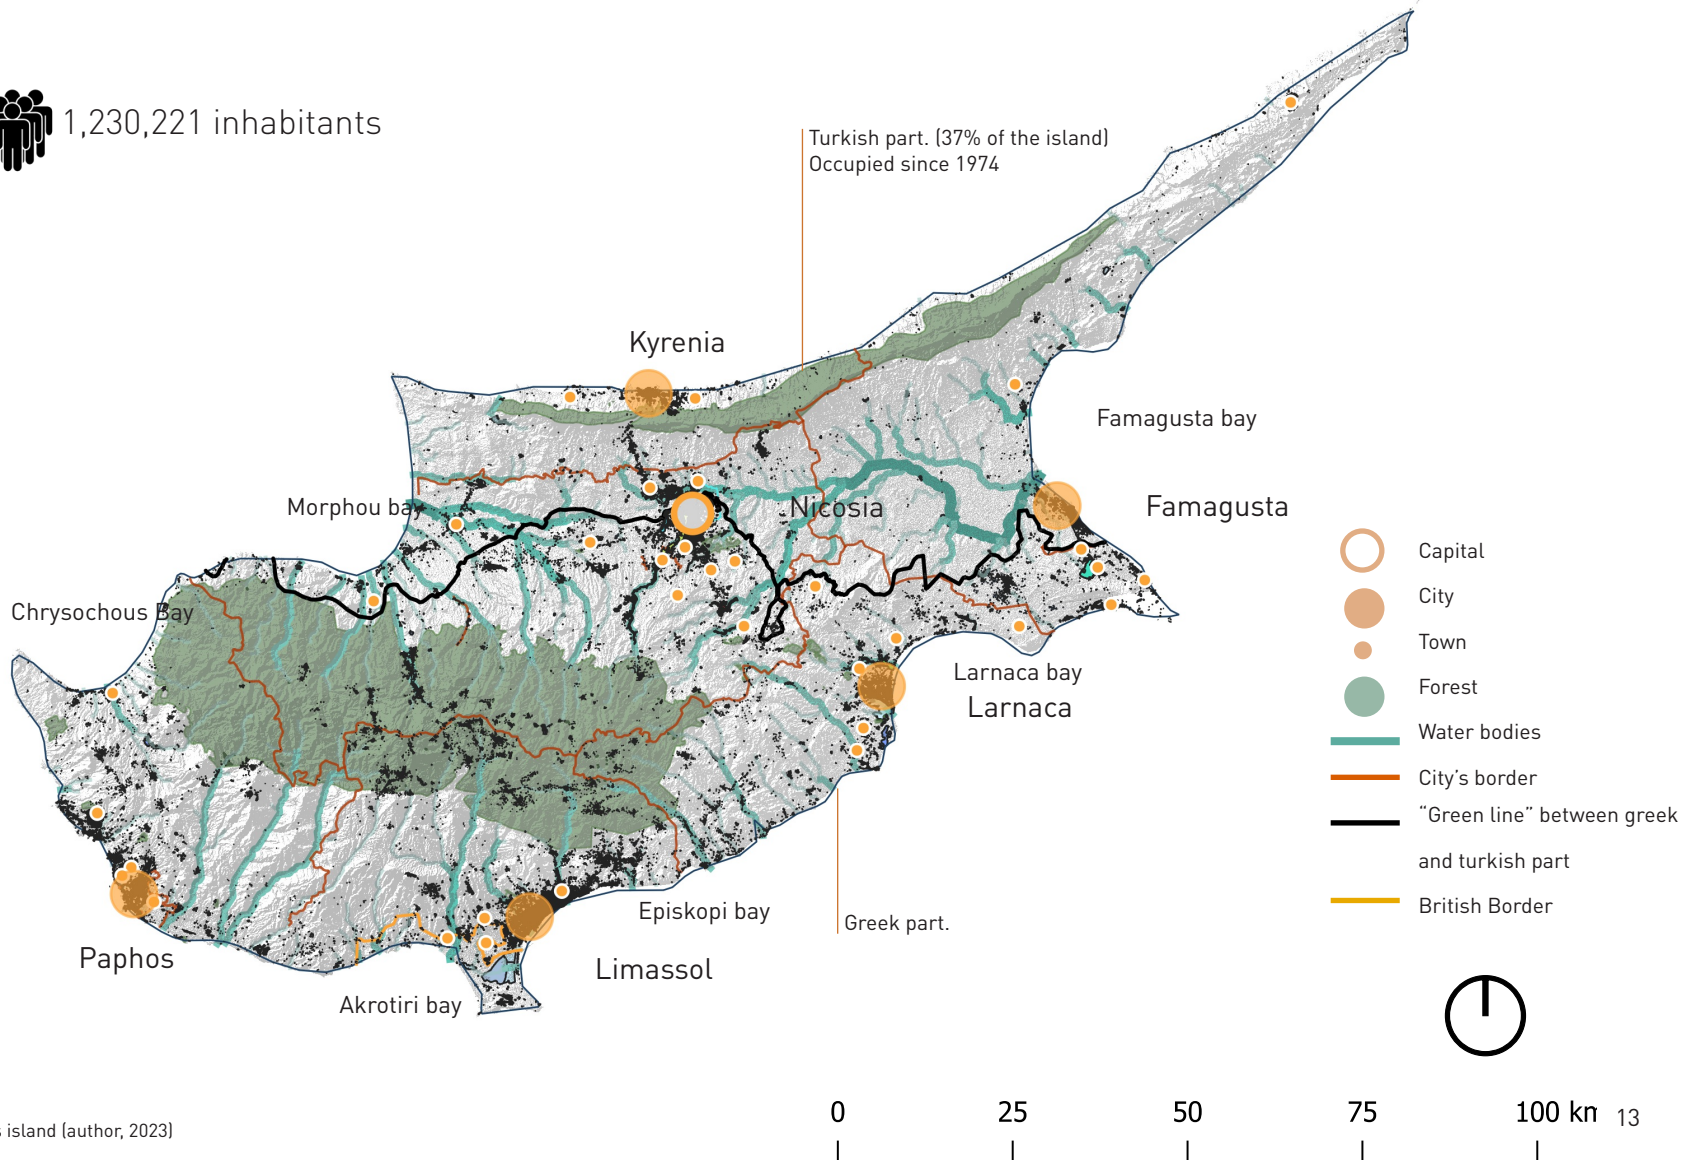 1,230,221 inhabitants
Turkish part. (37% of the island)
Occupied since 1974
Kyrenia
Famagusta bay
Morphou bay
Nicosia
Famagusta
Chrysochous Bay
Larnaca bay
Larnaca
Episkopi bay
Greek part.
Paphos
Limassol
Akrotiri bay
Capital
City
Town
Forest
Water bodies
City's border
“Green line” between greek
and turkish part
British Border
0 25 50 75 100 km
13
s island (author, 2023)